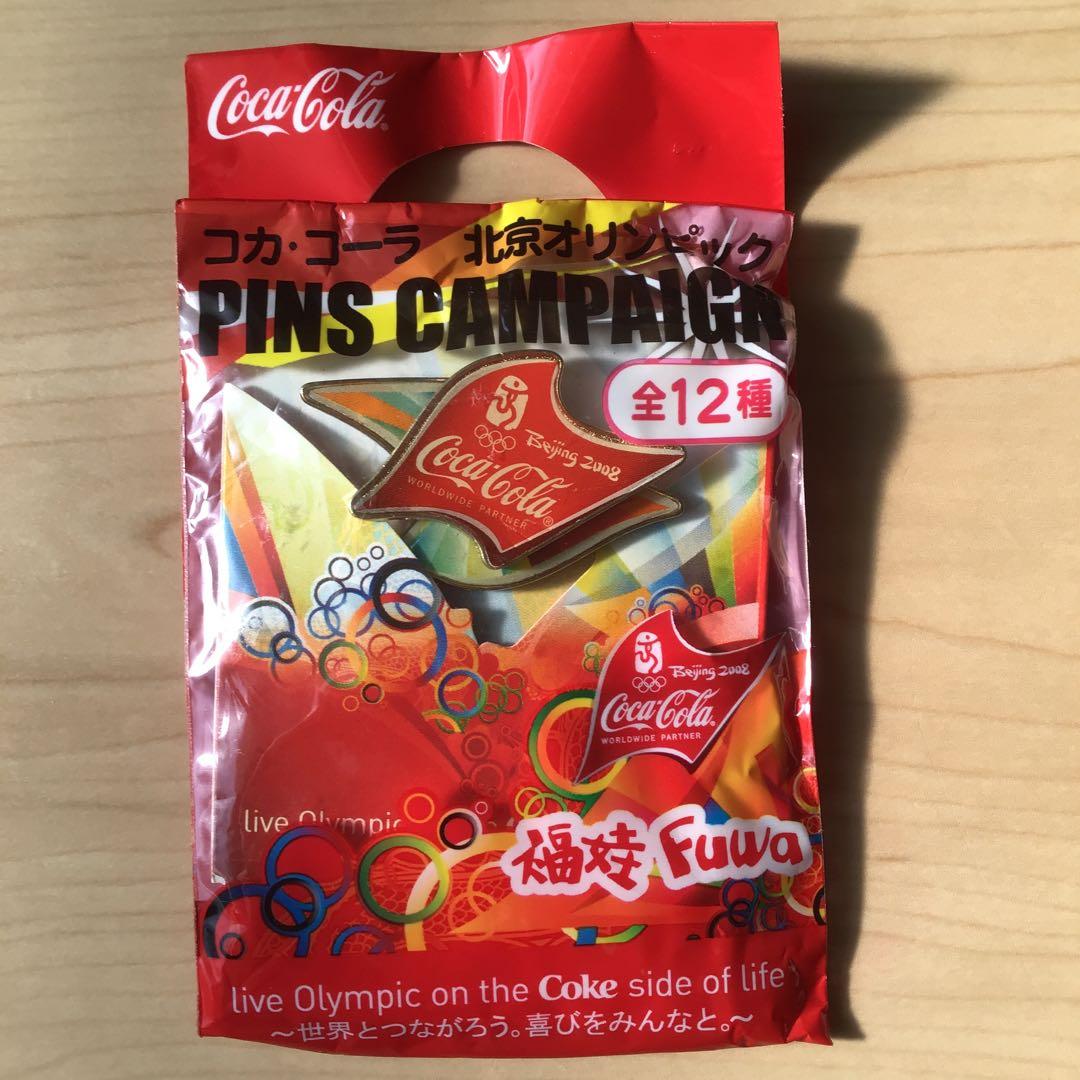 Coca-Cola
コカ・コーラ 北京オリンピック
PINS CAMPAIGN
全12種
Beijing 2008
Coca-Cola
WORLDWIDE PARTNER
Beijing 2008
Coca-Cola
WORLDWIDE PARTNER
live Olympic
福娃 Fuwa
live Olympic on the Coke side of life
～世界とつながろう。喜びをみんなと。～